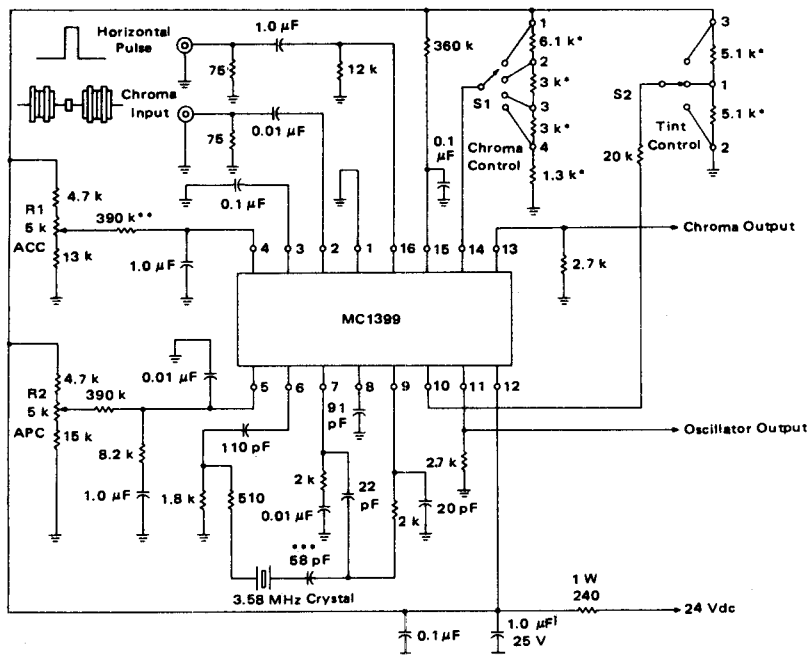 Horizontal
Pulse
1.0 µF
75
12 k
Chroma
Input
0.01 µF
75
0.1 µF
360 k
0.1
µF
S1
1
6.1 k*
2
3 k*
3
3 k*
4
1.3 k*
Chroma
Control
S2
3
5.1 k*
1
5.1 k*
2
Tint
Control
20 k
4.7 k
R1
5 k
ACC
390 k**
13 k
1.0 µF
4 3 2 1 16 15 14 13
Chroma Output
2.7 k
MC1399
5 6 7 8 9 10 11 12
4.7 k
R2
5 k
APC
390 k
15 k
0.01 µF
8.2 k
1.0 µF
110 pF
1.8 k
510
2 k
0.01 µF
22
pF
91
pF
2 k
20 pF
2.7 k
Oscillator Output
***
58 pF
3.58 MHz Crystal
1 W
240
24 Vdc
0.1 µF
1.0 µF
25 V